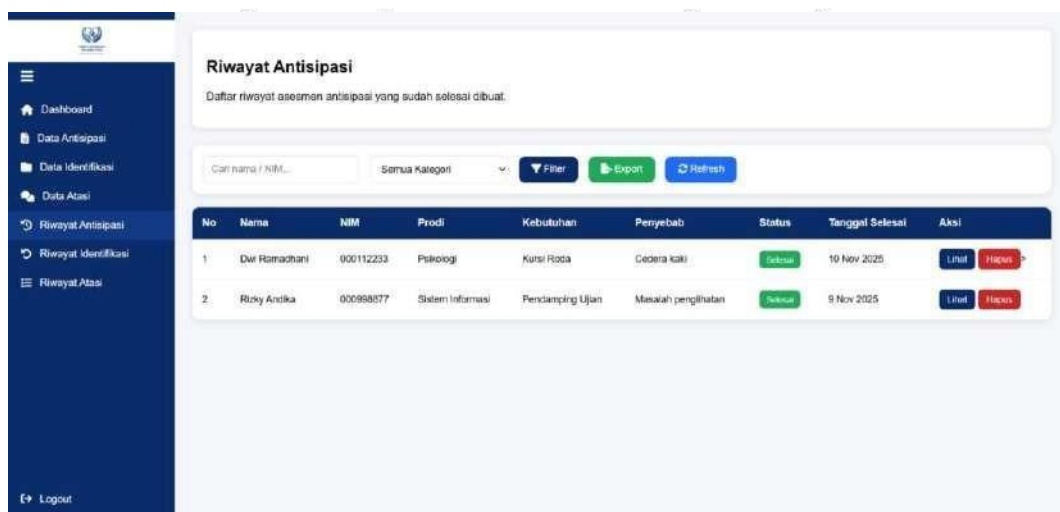 Dashboard
Data Antisipasi
Data Identifikasi
Data Atasi
Riwayat Antisipasi
Riwayat Identifikasi
Riwayat Atasi
Logout
Riwayat Antisipasi
Daftar riwayat asesmen antisipasi yang sudah selesai dibuat.
Cari nama / NIM... Semua Kategori Filter Export Refresh
No Nama NIM Prodi Kebutuhan Penyebab Status Tanggal Selesai Aksi
1 Dwi Ramadhani 000112233 Psikologi Kursi Roda Cedera kaki Selesai 10 Nov 2025 Lihat Hapus >
2 Rizky Andika 000998877 Sistem Informasi Pendamping Ujian Masalah penglihatan Selesai 9 Nov 2025 Lihat Hapus